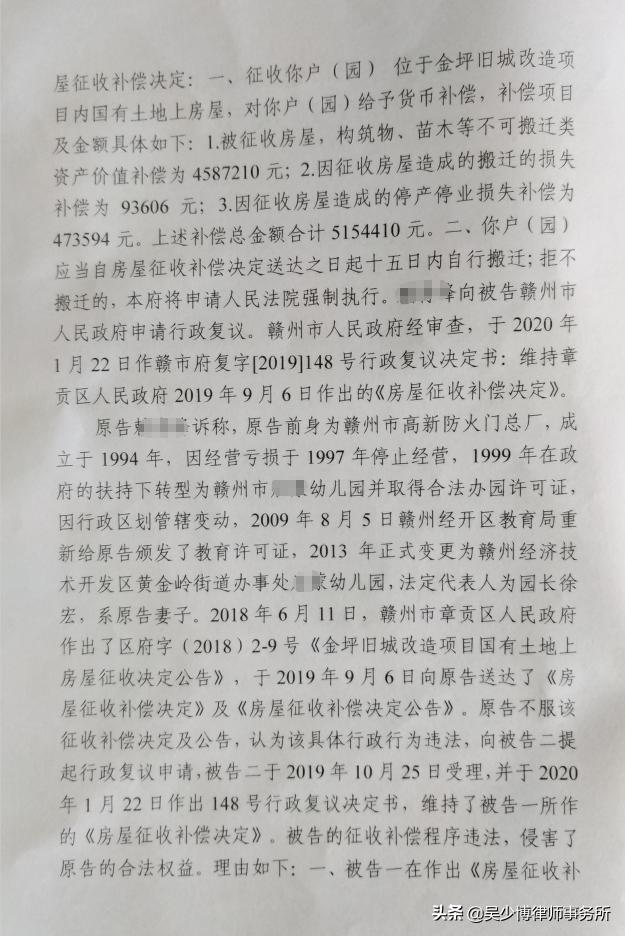 屋征收补偿决定：一、征收你户（园） 位于金坪旧城改造项
目内国有土地上房屋，对你户（园）给予货币补偿，补偿项目
及金额具体如下：1.被征收房屋，构筑物、苗木等不可搬迁类
资产价值补偿为 4587210 元；2.因征收房屋造成的搬迁的损失
补偿为 93606 元；3.因征收房屋造成的停产停业损失补偿为
473594 元。上述补偿总金额合计 5154410 元。二、你户（园）
应当自房屋征收补偿决定送达之日起十五日内自行搬迁；拒不
搬迁的，本府将申请人民法院强制执行。 向被告赣州市
人民政府申请行政复议。赣州市人民政府经审查，于 2020 年
1 月 22 日作赣市府复字[2019]148 号行政复议决定书：维持章
贡区人民政府 2019 年 9 月 6 日作出的《房屋征收补偿决定》。
原告 诉称，原告前身为赣州市高新防火门总厂，成
立于 1994 年，因经营亏损于 1997 年停止经营，1999 年在政
府的扶持下转型为赣州市 幼儿园并取得合法办园许可证，
因行政区划管辖变动，2009 年 8 月 5 日赣州经开区教育局重
新给原告颁发了教育许可证，2013 年正式变更为赣州经济技
术开发区黄金岭街道办事处 幼儿园，法定代表人为园长徐
宏，系原告妻子。2018 年 6 月 11 日，赣州市章贡区人民政府
作出了区府字（2018）2-9 号《金坪旧城改造项目国有土地上
房屋征收决定公告》，于 2019 年 9 月 6 日向原告送达了《房
屋征收补偿决定》及《房屋征收补偿决定公告》。原告不服该
征收补偿决定及公告，认为该具体行政行为违法，向被告二提
起行政复议申请，被告二于 2019 年 10 月 25 日受理，并于 2020
年 1 月 22 日作出 148 号行政复议决定书，维持了被告一所作
的《房屋征收补偿决定》。被告的征收补偿程序违法，侵害了
原告的合法权益。理由如下：一、被告一在作出《房屋征收补
头条 @吴少博律师事务所